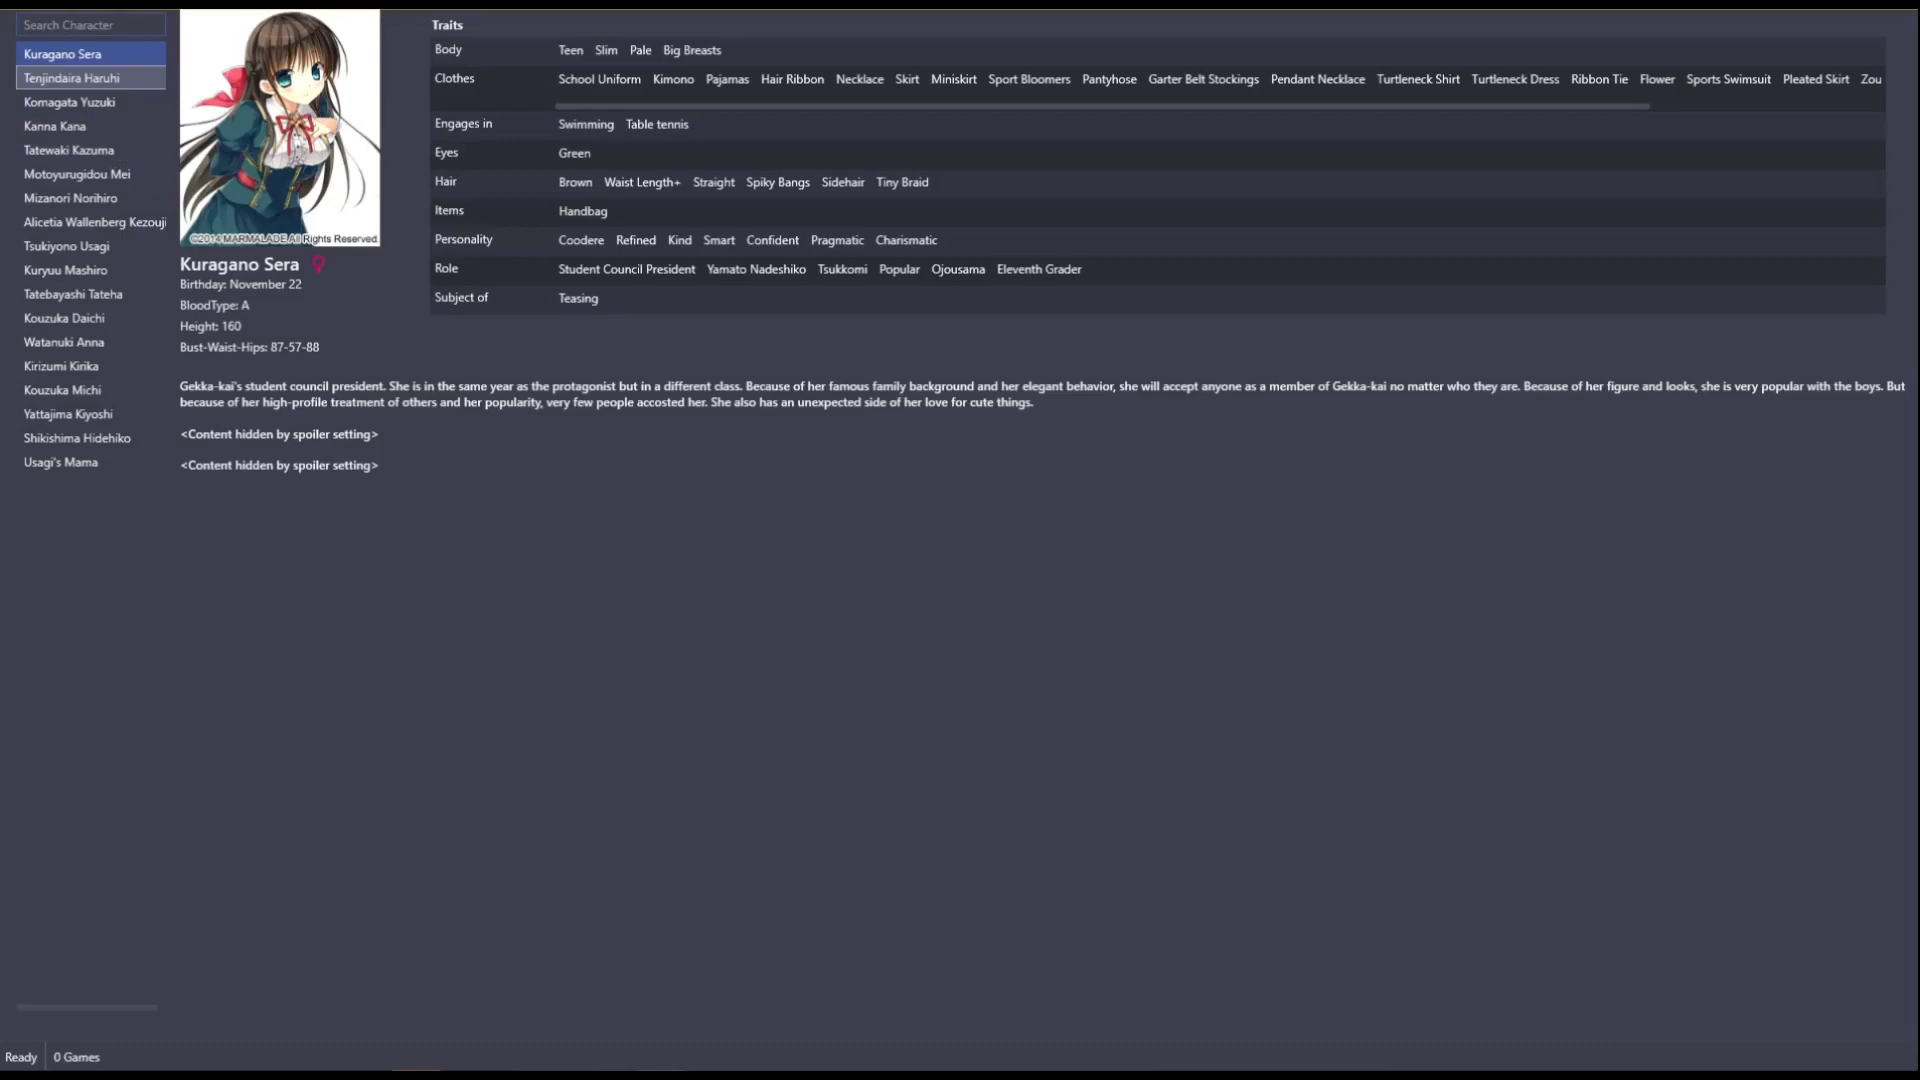 Search Character
Kuragano Sera
Tenjindaira Haruhi
Komagata Yuzuki
Kanna Kana
Tatewaki Kazuma
Motoyurugidou Mei
Mizanori Norihiro
Alicetia Wallenberg Kezouji
Tsukiyono Usagi
Kuryuu Mashiro
Tatebayashi Tateha
Kouzuka Daichi
Watanuki Anna
Kirizumi Kirika
Kouzuka Michi
Yattajima Kiyoshi
Shikishima Hidehiko
Usagi's Mama
©2014 MARMALADE All Rights Reserved.
Kuragano Sera ♀
Birthday: November 22
BloodType: A
Height: 160
Bust-Waist-Hips: 87-57-88
Traits
Body Teen Slim Pale Big Breasts
Clothes School Uniform Kimono Pajamas Hair Ribbon Necklace Skirt Miniskirt Sport Bloomers Pantyhose Garter Belt Stockings Pendant Necklace Turtleneck Shirt Turtleneck Dress Ribbon Tie Flower Sports Swimsuit Pleated Skirt Zou
Engages in Swimming Table tennis
Eyes Green
Hair Brown Waist Length+ Straight Spiky Bangs Sidehair Tiny Braid
Items Handbag
Personality Coodere Refined Kind Smart Confident Pragmatic Charismatic
Role Student Council President Yamato Nadeshiko Tsukkomi Popular Ojousama Eleventh Grader
Subject of Teasing
Gekka-kai's student council president. She is in the same year as the protagonist but in a different class. Because of her famous family background and her elegant behavior, she will accept anyone as a member of Gekka-kai no matter who they are. Because of her figure and looks, she is very popular with the boys. But
because of her high-profile treatment of others and her popularity, very few people accosted her. She also has an unexpected side of her love for cute things.
<Content hidden by spoiler setting>
<Content hidden by spoiler setting>
Ready 0 Games